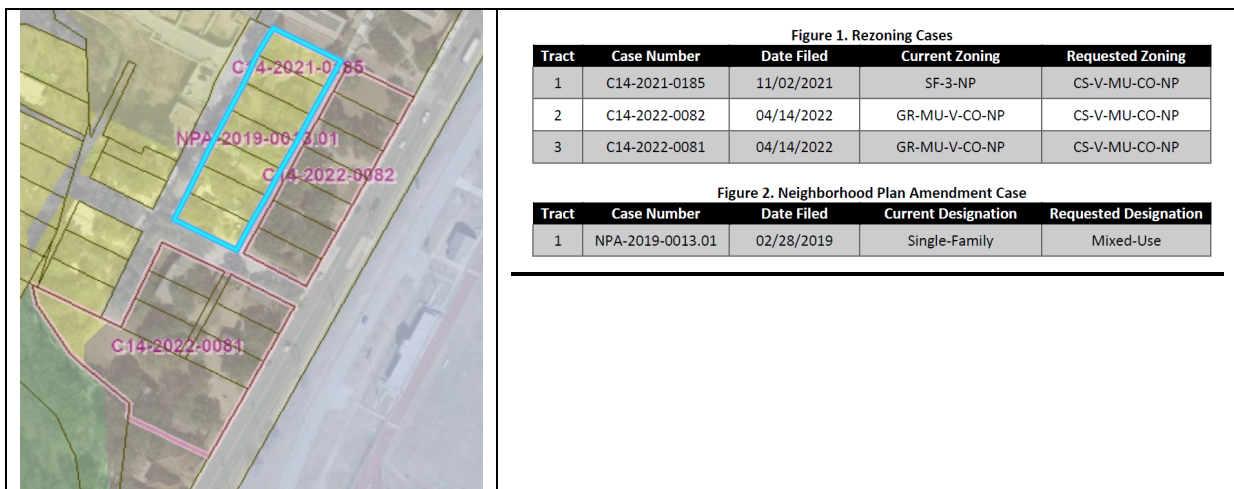 C14-2021-0185
NPA-2019-0013.01
C14-2022-0082
C14-2022-0081
Figure 1. Rezoning Cases
Tract Case Number Date Filed Current Zoning Requested Zoning
1 C14-2021-0185 11/02/2021 SF-3-NP CS-V-MU-CO-NP
2 C14-2022-0082 04/14/2022 GR-MU-V-CO-NP CS-V-MU-CO-NP
3 C14-2022-0081 04/14/2022 GR-MU-V-CO-NP CS-V-MU-CO-NP
Figure 2. Neighborhood Plan Amendment Case
Tract Case Number Date Filed Current Designation Requested Designation
1 NPA-2019-0013.01 02/28/2019 Single-Family Mixed-Use